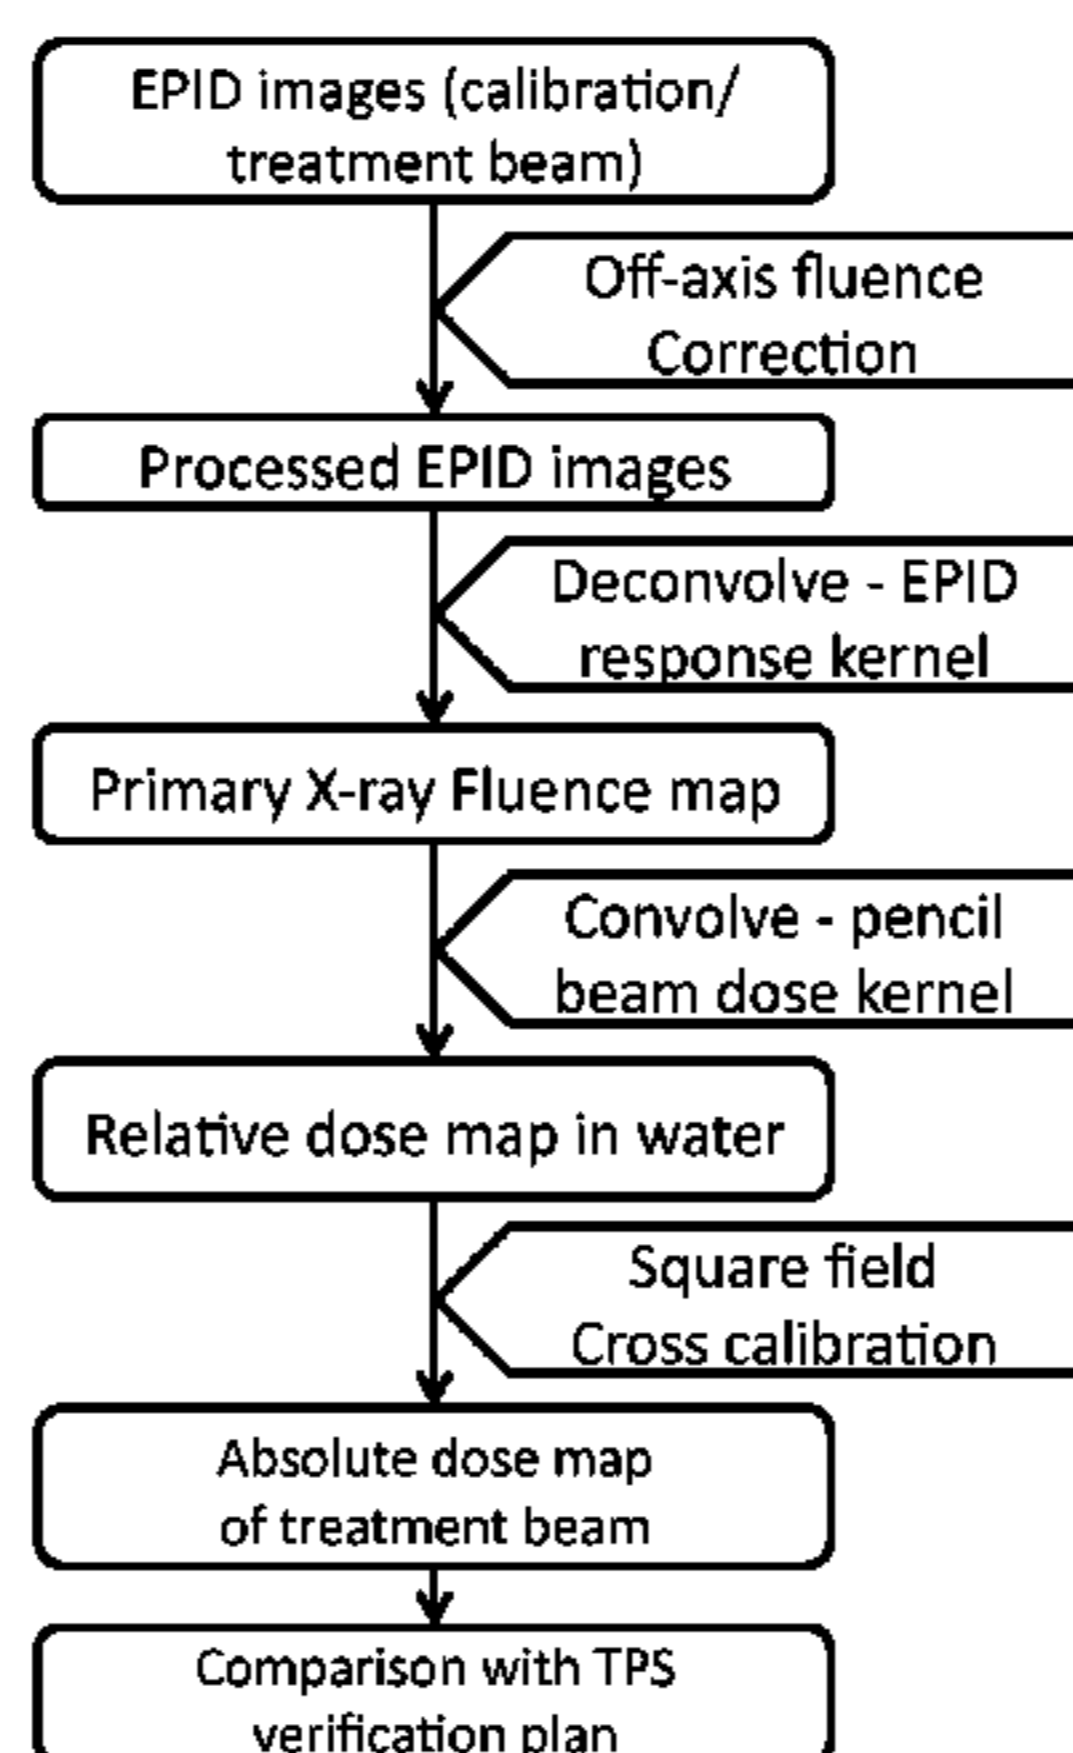 EPID images (calibration/
treatment beam)
Off-axis fluence
Correction
Processed EPID images
Deconvolve - EPID
response kernel
Primary X-ray Fluence map
Convolve - pencil
beam dose kernel
Relative dose map in water
Square field
Cross calibration
Absolute dose map
of treatment beam
Comparison with TPS
verification plan